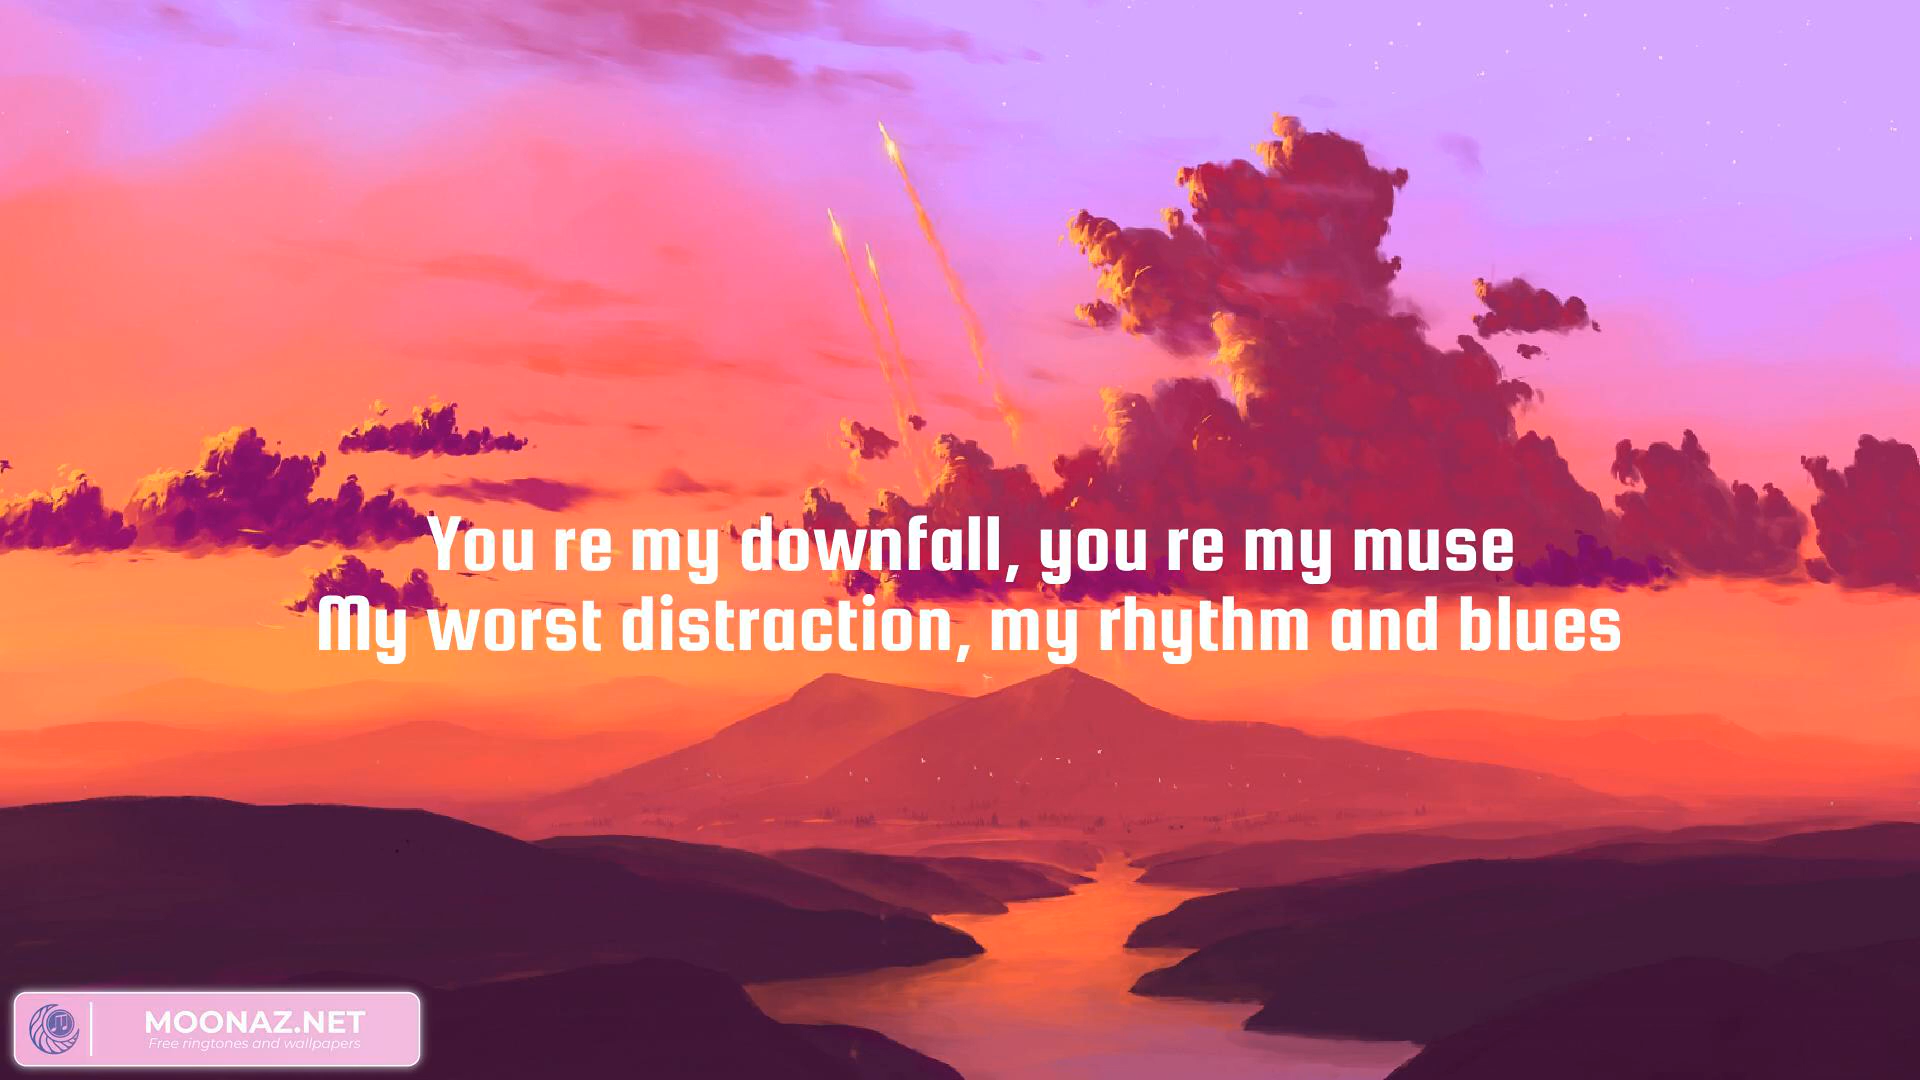 You re my downfall, you re my muse
My worst distraction, my rhythm and blues
MOONAZ.NET
Free ringtones and wallpapers